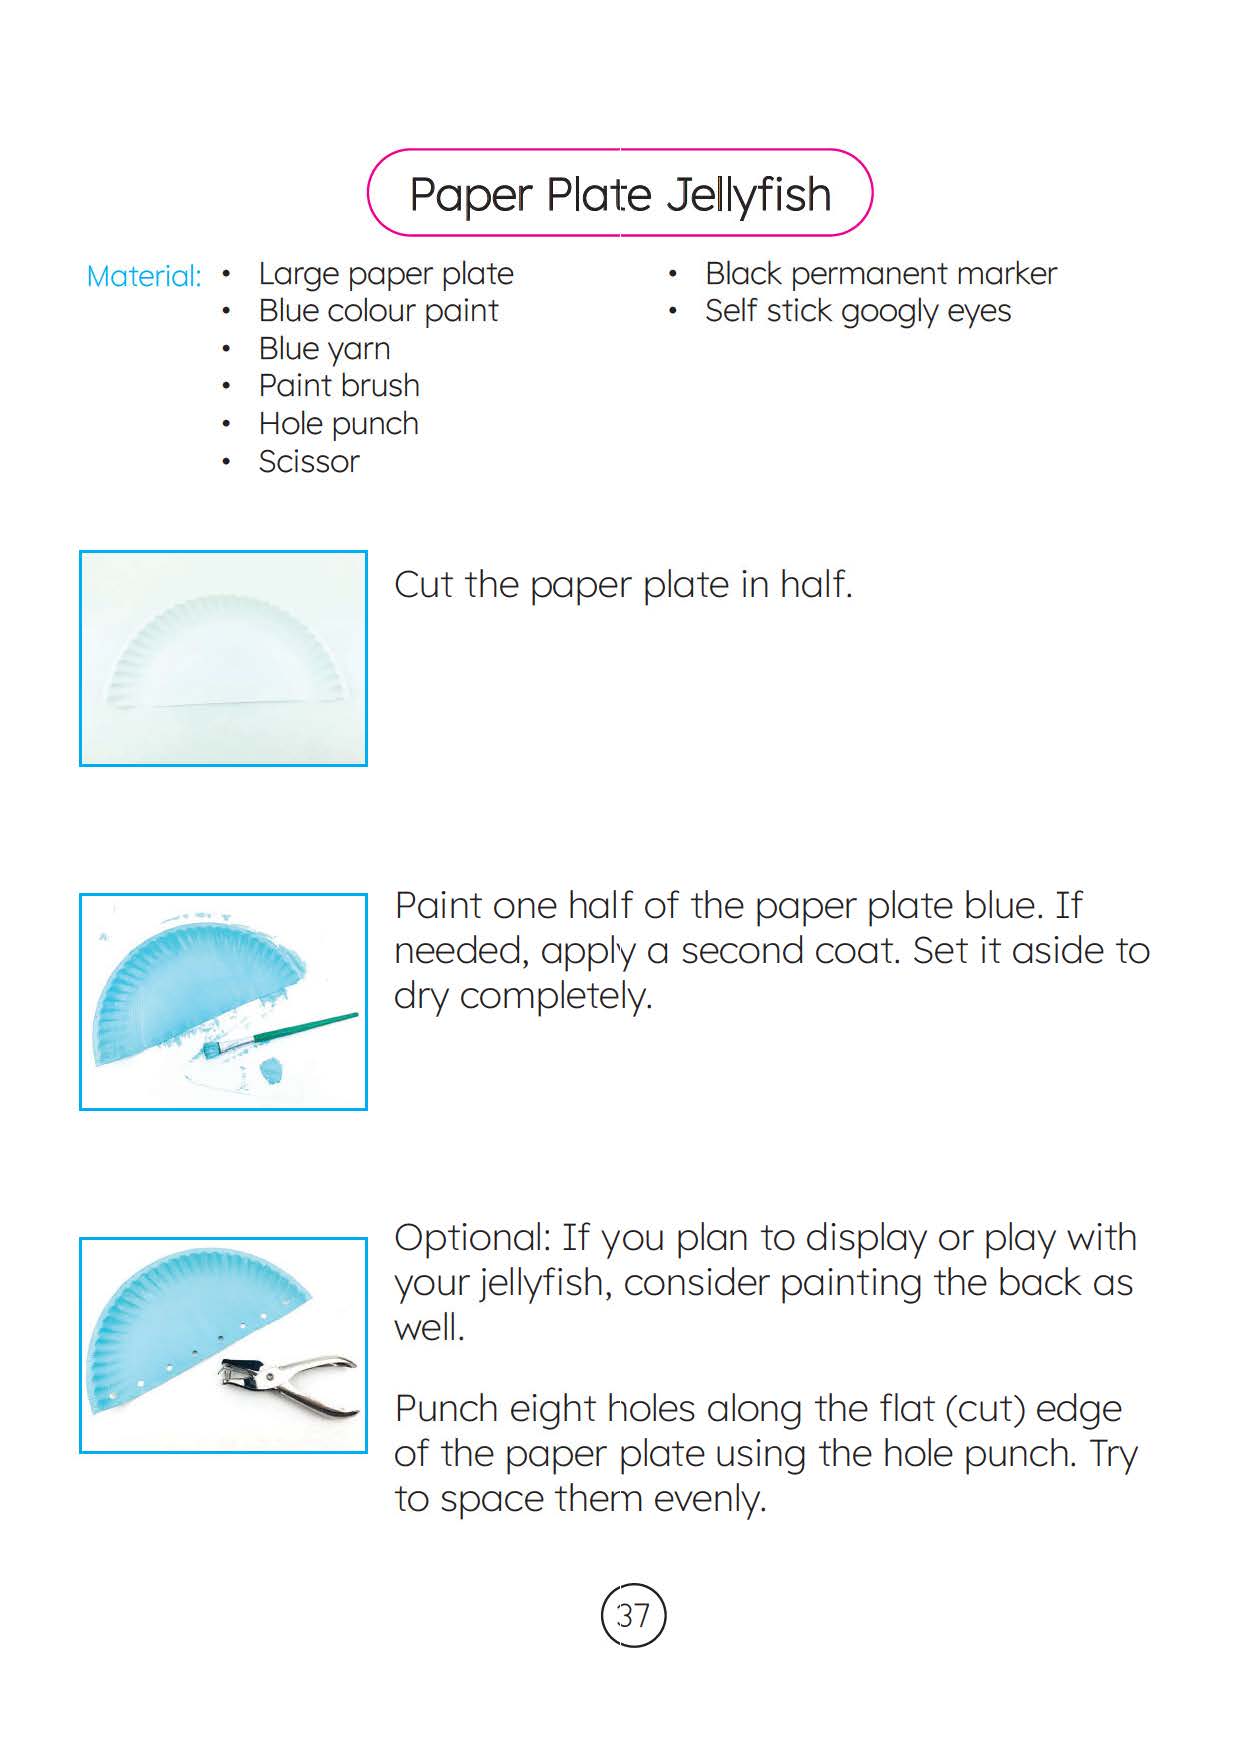 Paper Plate Jellyfish
Material:
• Large paper plate
• Blue colour paint
• Blue yarn
• Paint brush
• Hole punch
• Scissor
• Black permanent marker
• Self stick googly eyes
Cut the paper plate in half.
Paint one half of the paper plate blue. If
needed, apply a second coat. Set it aside to
dry completely.
Optional: If you plan to display or play with
your jellyfish, consider painting the back as
well.
Punch eight holes along the flat (cut) edge
of the paper plate using the hole punch. Try
to space them evenly.
37